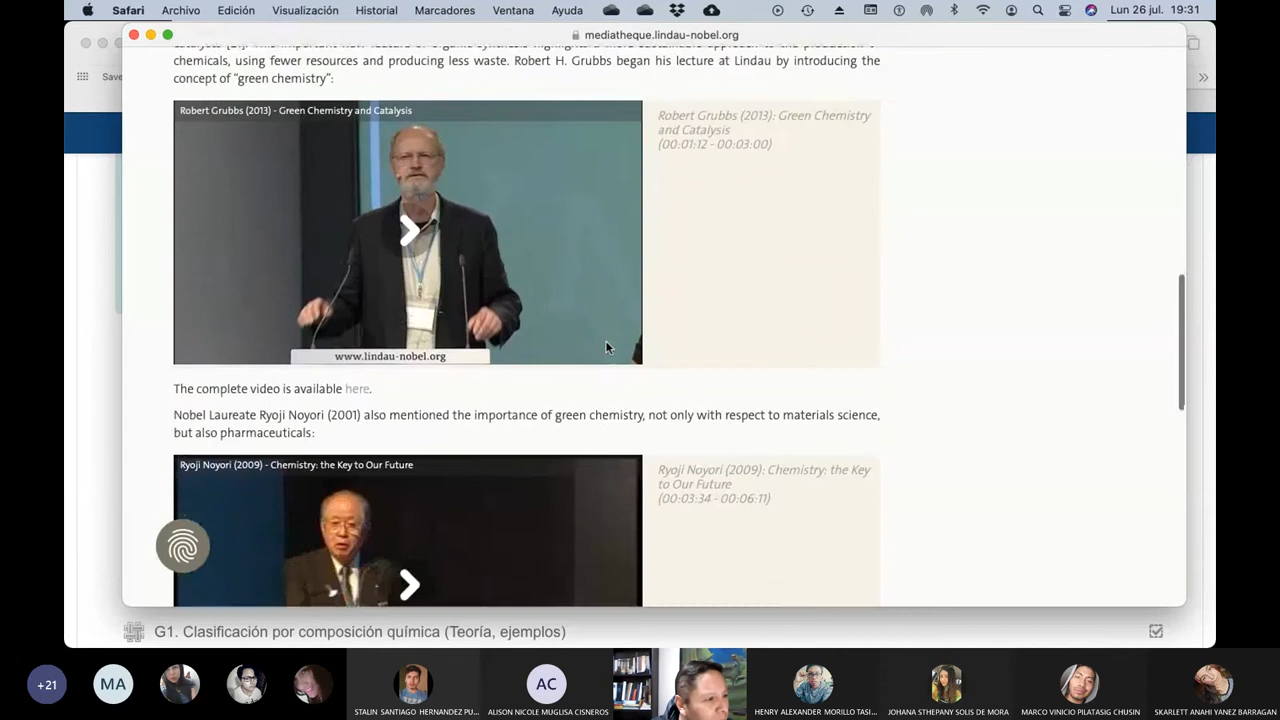 Safari Archivo Edición Visualización Historial Marcadores Ventana Ayuda Lun 26 jul. 19:31
mediatheque.lindau-nobel.org
Save
chemicals, using fewer resources and producing less waste. Robert H. Grubbs began his lecture at Lindau by introducing the
concept of “green chemistry”:
Robert Grubbs (2013) - Green Chemistry and Catalysis
Robert Grubbs (2013): Green Chemistry
and Catalysis
(00:01:12 - 00:03:00)
www.lindau-nobel.org
The complete video is available here.
Nobel Laureate Ryoji Noyori (2001) also mentioned the importance of green chemistry, not only with respect to materials science,
but also pharmaceuticals:
Ryoji Noyori (2009) - Chemistry: the Key to Our Future
Ryoji Noyori (2009): Chemistry: the Key
to Our Future
(00:03:34 - 00:06:11)
G1. Clasificación por composición química (Teoría, ejemplos)
+21
MA
AC
STALIN SANTIAGO HERNANDEZ PU...
ALISON NICOLE MUGLISA CISNEROS
HENRY ALEXANDER MORILLO TASI...
JOHANA STHEPANY SOLIS DE MORA
MARCO VINICIO PILATASIG CHUSIN
SKARLETT ANAHI YANEZ BARRAGAN